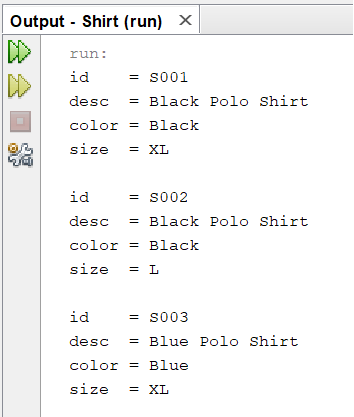 Output - Shirt (run)
run:
id    = S001
desc  = Black Polo Shirt
color = Black
size  = XL
id    = S002
desc  = Black Polo Shirt
color = Black
size  = L
id    = S003
desc  = Blue Polo Shirt
color = Blue
size  = XL